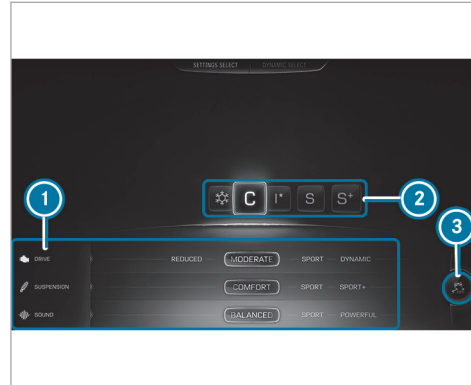 SETTINGS SELECT DYNAMIC SELECT
C I* S S+
1 2 3
DRIVE REDUCED MODERATE SPORT DYNAMIC
SUSPENSION COMFORT SPORT SPORT+
SOUND BALANCED SPORT POWERFUL